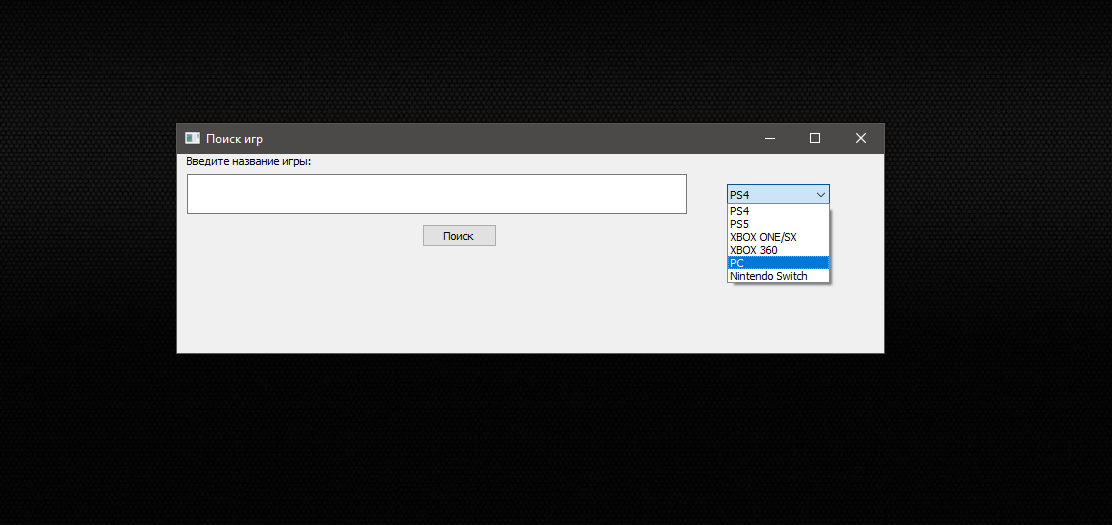 Поиск игр
Введите название игры:
Поиск
PS4
PS4
PS5
XBOX ONE/SX
XBOX 360
PC
Nintendo Switch